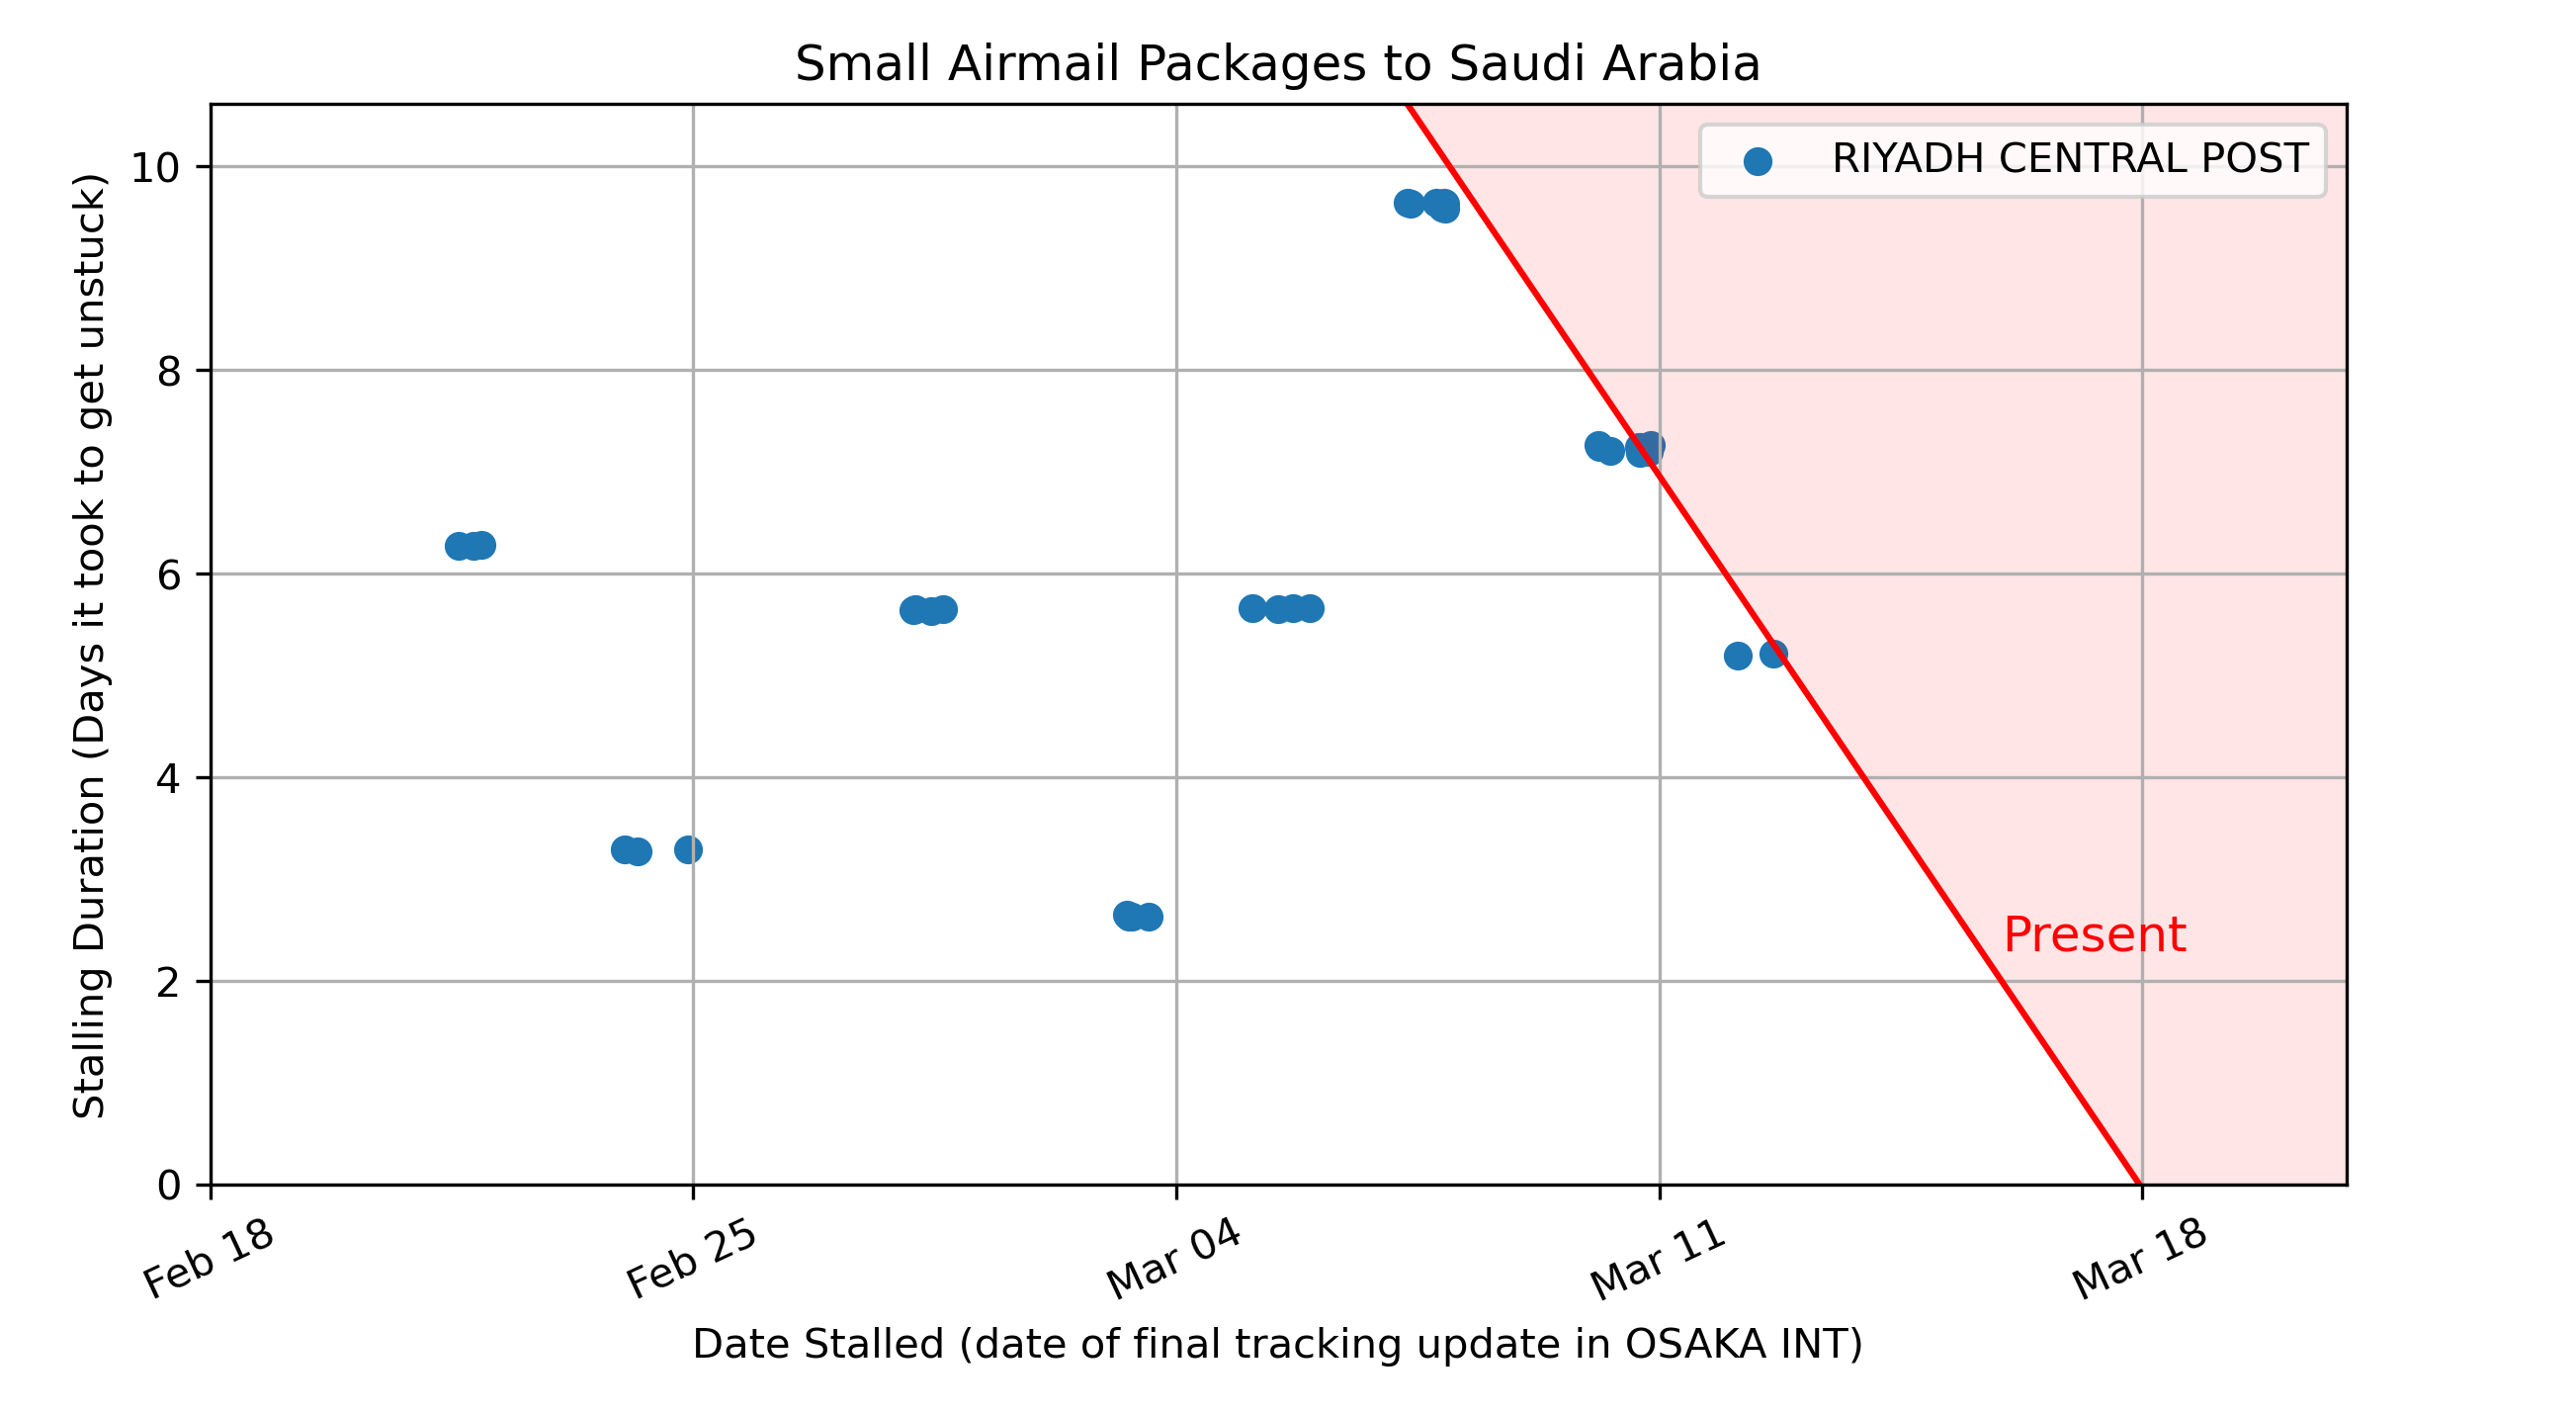 Small Airmail Packages to Saudi Arabia
RIYADH CENTRAL POST
Present
Stalling Duration (Days it took to get unstuck)
10
8
6
4
2
0
Feb 18
Feb 25
Mar 04
Mar 11
Mar 18
Date Stalled (date of final tracking update in OSAKA INT)